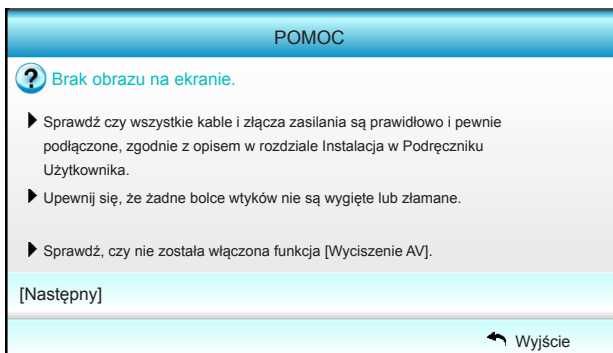 POMOC
Brak obrazu na ekranie.
Sprawdź czy wszystkie kable i złącza zasilania są prawidłowo i pewnie
podłączone, zgodnie z opisem w rozdziale Instalacja w Podręczniku
Użytkownika.
Upewnij się, że żadne bolce wtyków nie są wygięte lub złamane.
Sprawdź, czy nie została włączona funkcja [Wyciszenie AV].
[Następny]
Wyjście